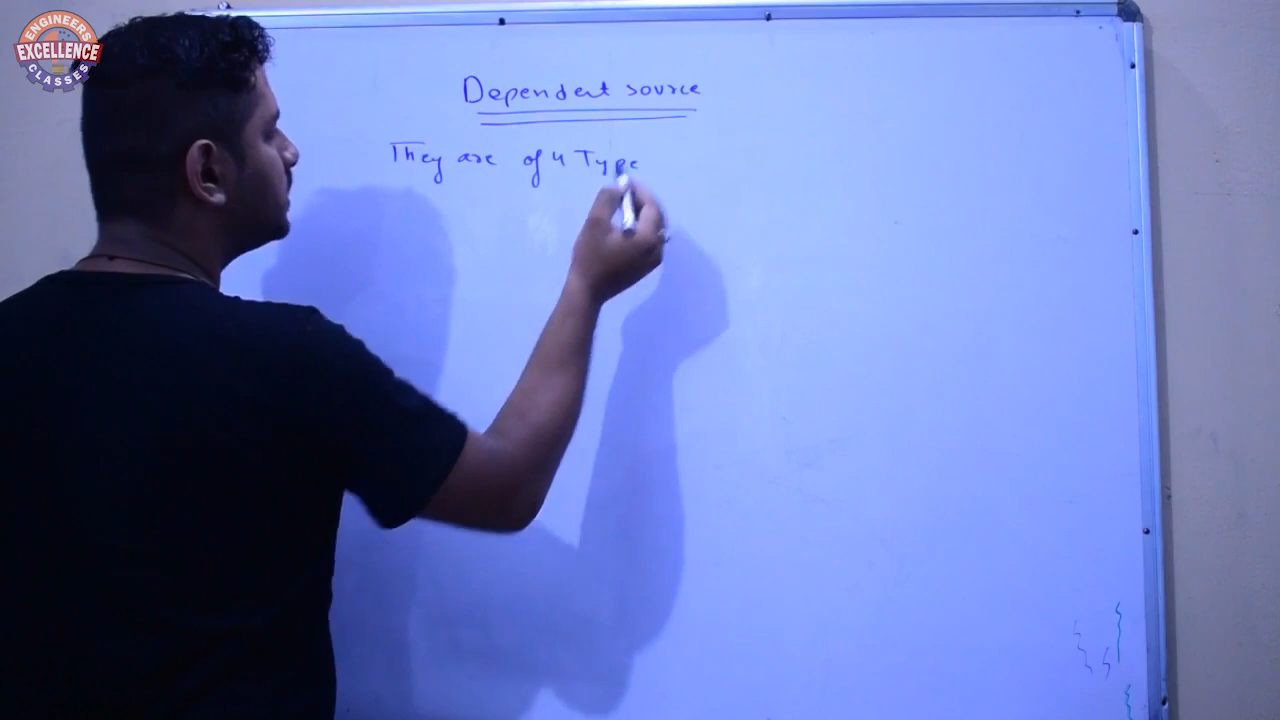 ENGINEERS
EXCELLENCE
CLASSES
Dependent source
They are of 4 Type